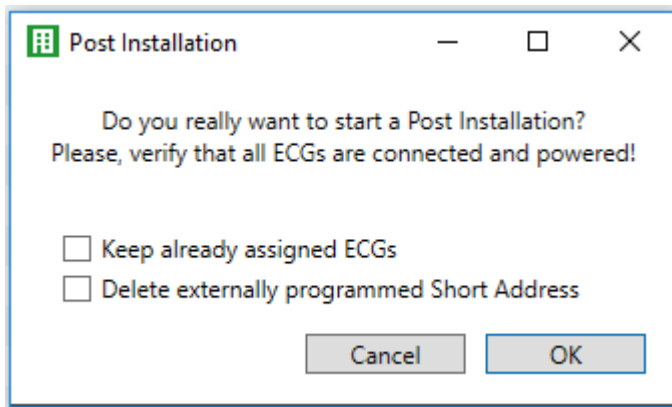 Post Installation
Do you really want to start a Post Installation?
Please, verify that all ECGs are connected and powered!
Keep already assigned ECGs
Delete externally programmed Short Address
Cancel OK